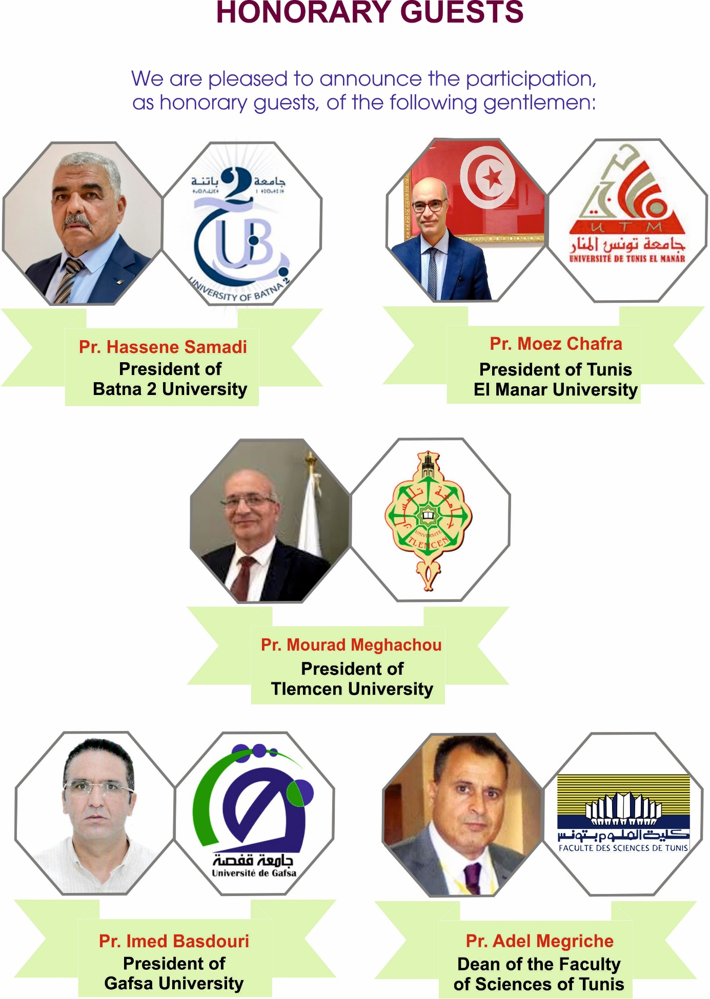 HONORARY GUESTS
We are pleased to announce the participation,
as honorary guests, of the following gentlemen:
جامعة باتنة
2
UB
UNIVERSITY OF BATNA 2
UTM
جامعة تونس المنار
UNIVERSITÉ DE TUNIS EL MANAR
Pr. Hassene Samadi
President of
Batna 2 University
Pr. Moez Chafra
President of Tunis
El Manar University
جامعة تلمسان
UNIVERSITE
TLEMCEN
Pr. Mourad Meghachou
President of
Tlemcen University
جامعة قفصة
Université de Gafsa
كلية العلوم بتونس
FACULTE DES SCIENCES DE TUNIS
Pr. Imed Basdouri
President of
Gafsa University
Pr. Adel Megriche
Dean of the Faculty
of Sciences of Tunis